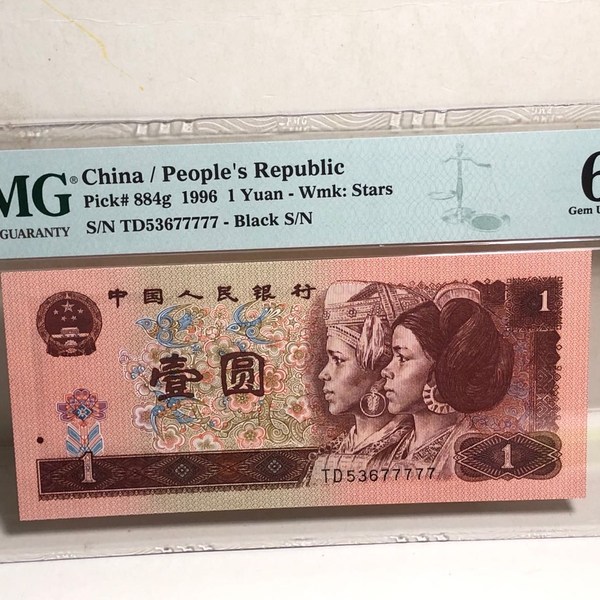 MG® China / People's Republic
Pick# 884g 1996 1 Yuan - Wmk: Stars
GUARANTY S/N TD53677777 - Black S/N
6
Gem U
中国人民银行
1
壹圆
1
1
TD53677777